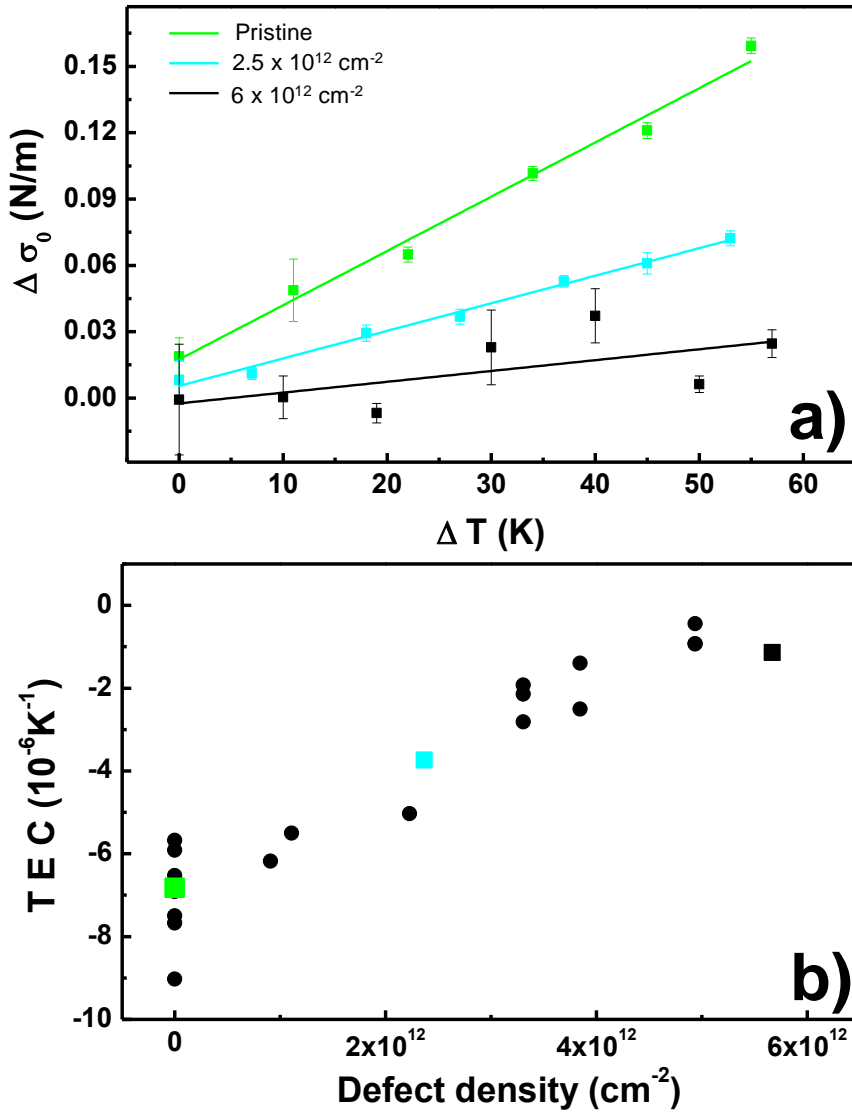 Pristine
2.5 x 10¹² cm⁻²
6 x 10¹² cm⁻²
0.15
0.12
0.09
0.06
0.03
0.00
Δ σ₀ (N/m)
a)
0 10 20 30 40 50 60
Δ T (K)
0
-2
-4
-6
-8
-10
T E C (10⁻⁶K⁻¹)
b)
0 2x10¹² 4x10¹² 6x10¹²
Defect density (cm⁻²)